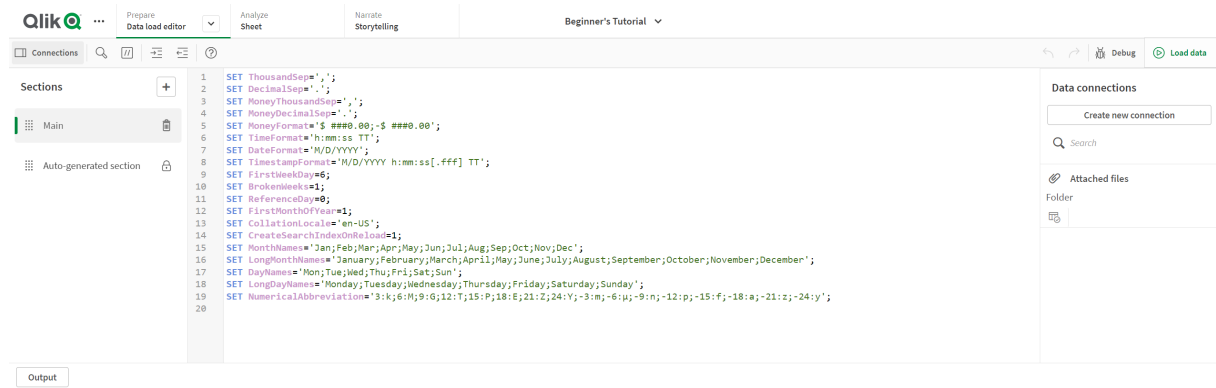 Qlik
Prepare
Data load editor
Analyze
Sheet
Narrate
Storytelling
Beginner's Tutorial
Connections
Debug
Load data
Sections
Main
Auto-generated section
1 SET ThousandSep=',';
2 SET DecimalSep='.';
3 SET MoneyThousandSep=',';
4 SET MoneyDecimalSep='.';
5 SET MoneyFormat='$ ###0.00;-$ ###0.00';
6 SET TimeFormat='h:mm:ss TT';
7 SET DateFormat='M/D/YYYY';
8 SET TimestampFormat='M/D/YYYY h:mm:ss[.fff] TT';
9 SET FirstWeekDay=6;
10 SET BrokenWeeks=1;
11 SET ReferenceDay=0;
12 SET FirstMonthOfYear=1;
13 SET CollationLocale='en-US';
14 SET CreateSearchIndexOnReload=1;
15 SET MonthNames='Jan;Feb;Mar;Apr;May;Jun;Jul;Aug;Sep;Oct;Nov;Dec';
16 SET LongMonthNames='January;February;March;April;May;June;July;August;September;October;November;December';
17 SET DayNames='Mon;Tue;Wed;Thu;Fri;Sat;Sun';
18 SET LongDayNames='Monday;Tuesday;Wednesday;Thursday;Friday;Saturday;Sunday';
19 SET NumericalAbbreviation='3:k;6:M;9:G;12:T;15:P;18:E;21:Z;24:Y;-3:m;-6:μ;-9:n;-12:p;-15:f;-18:a;-21:z;-24:y';
20
Data connections
Create new connection
Search
Attached files
Folder
Output